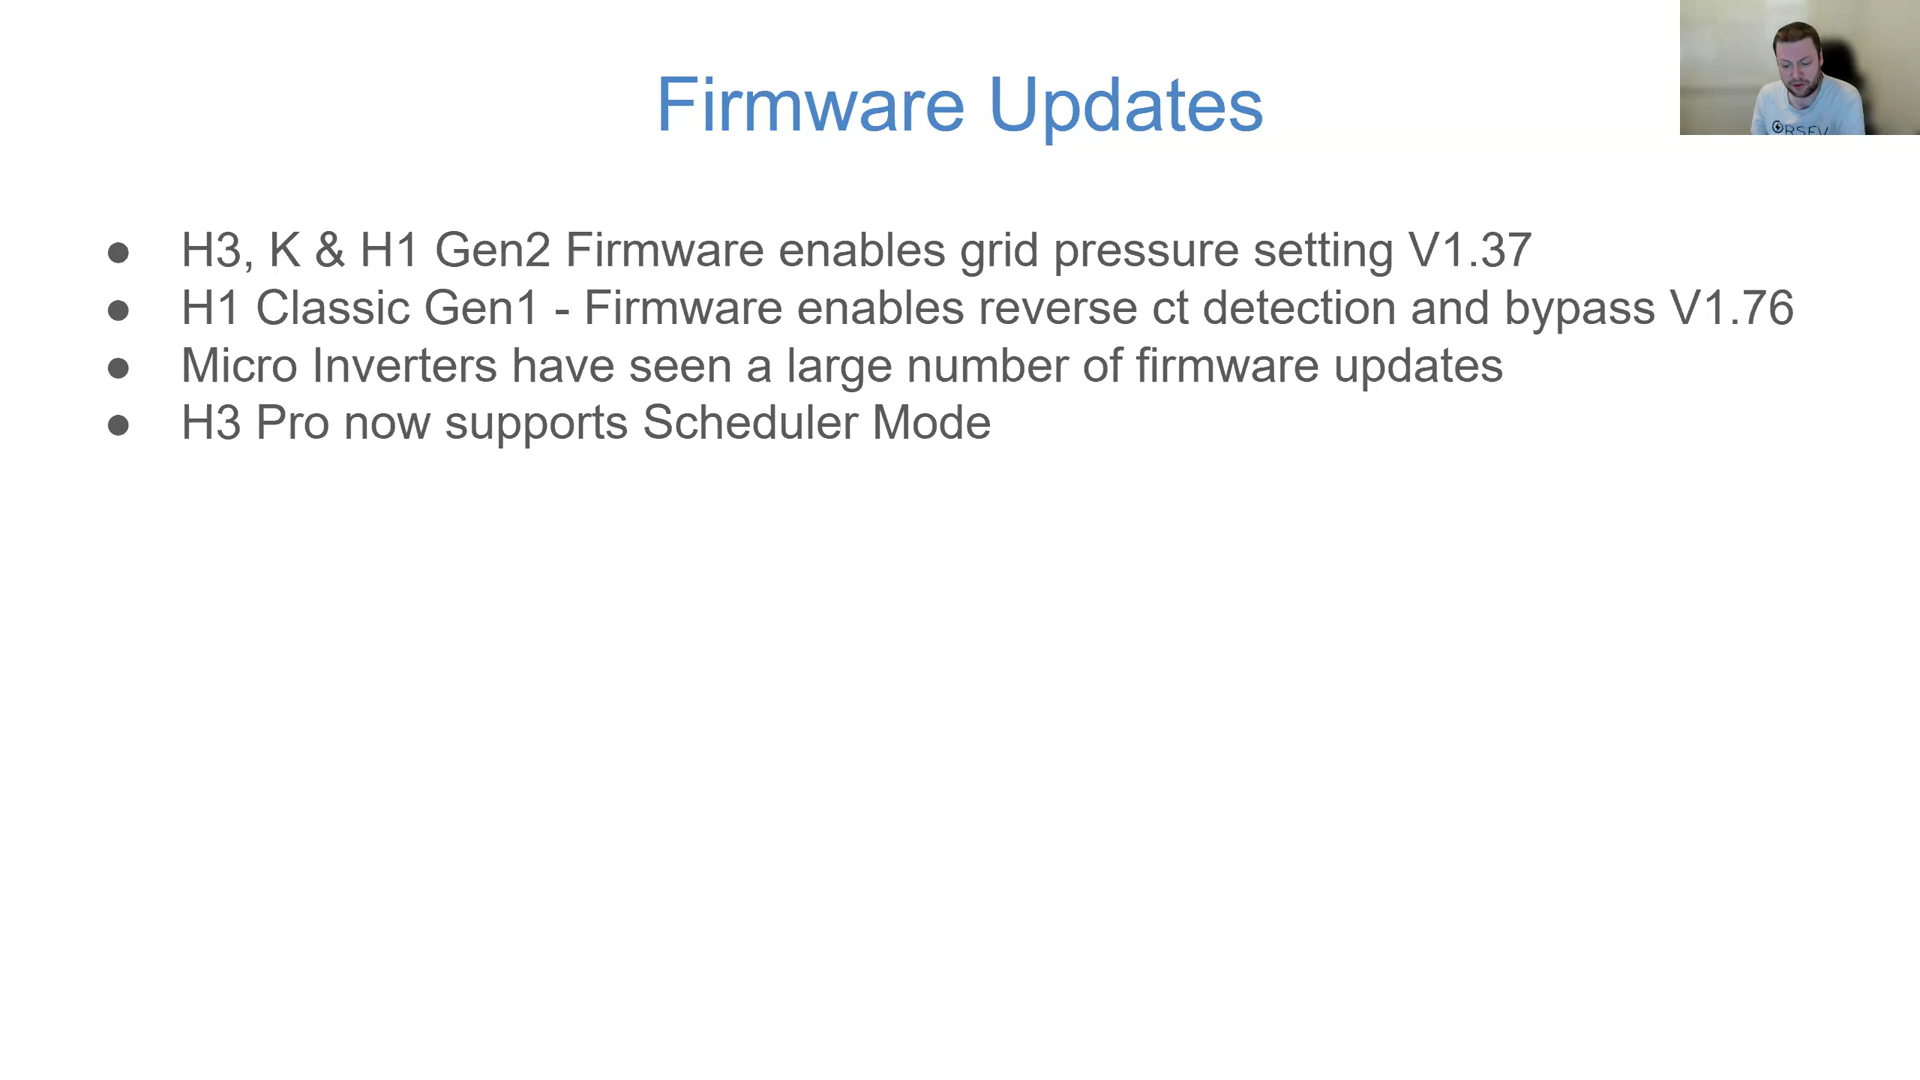 Firmware Updates
ORSEV
● H3, K & H1 Gen2 Firmware enables grid pressure setting V1.37
● H1 Classic Gen1 - Firmware enables reverse ct detection and bypass V1.76
● Micro Inverters have seen a large number of firmware updates
● H3 Pro now supports Scheduler Mode